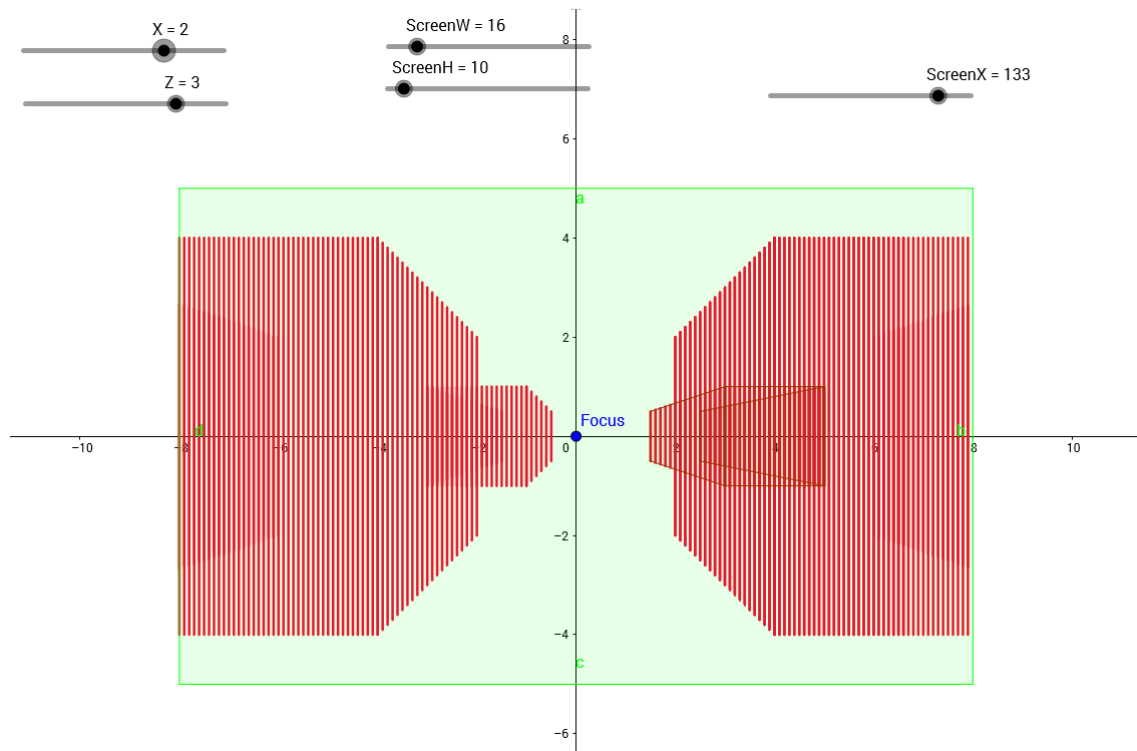 X = 2
ScreenW = 16
8
ScreenH = 10
Z = 3
ScreenX = 133
6
a
4
2
Focus
d
b
−10
−8
−6
−4
−2
0
2
4
6
8
10
−2
−4
c
−6